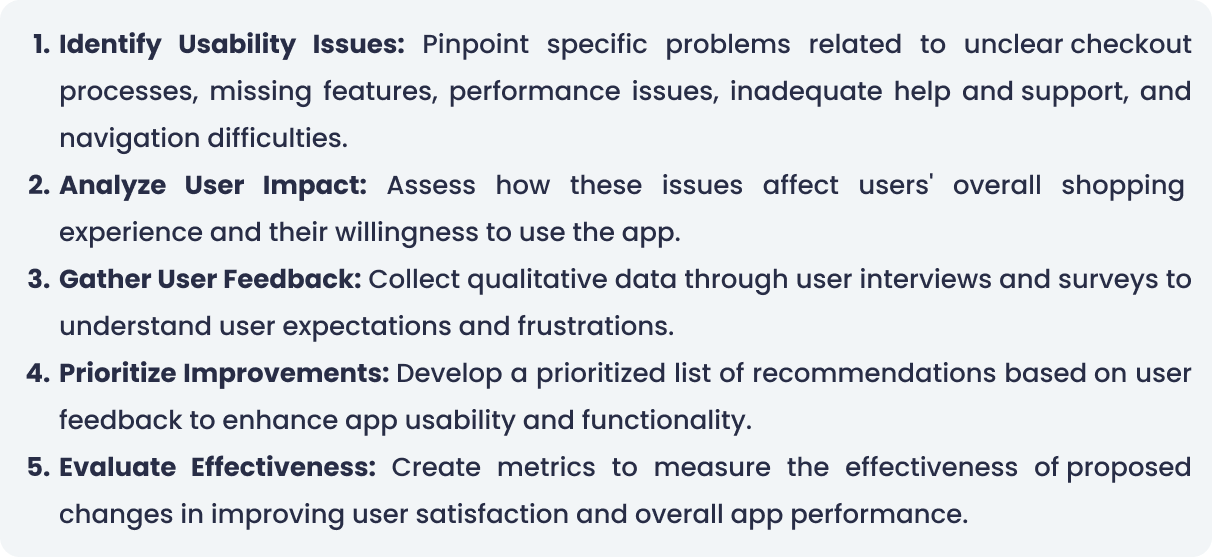 1. Identify Usability Issues: Pinpoint specific problems related to unclear checkout
processes, missing features, performance issues, inadequate help and support, and
navigation difficulties.
2. Analyze User Impact: Assess how these issues affect users' overall shopping
experience and their willingness to use the app.
3. Gather User Feedback: Collect qualitative data through user interviews and surveys to
understand user expectations and frustrations.
4. Prioritize Improvements: Develop a prioritized list of recommendations based on user
feedback to enhance app usability and functionality.
5. Evaluate Effectiveness: Create metrics to measure the effectiveness of proposed
changes in improving user satisfaction and overall app performance.